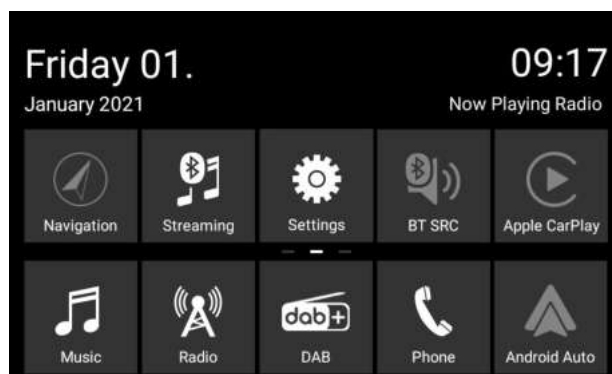 Friday 01.
09:17
January 2021
Now Playing Radio
Navigation
Streaming
Settings
BT SRC
Apple CarPlay
dab+
Music
Radio
DAB
Phone
Android Auto